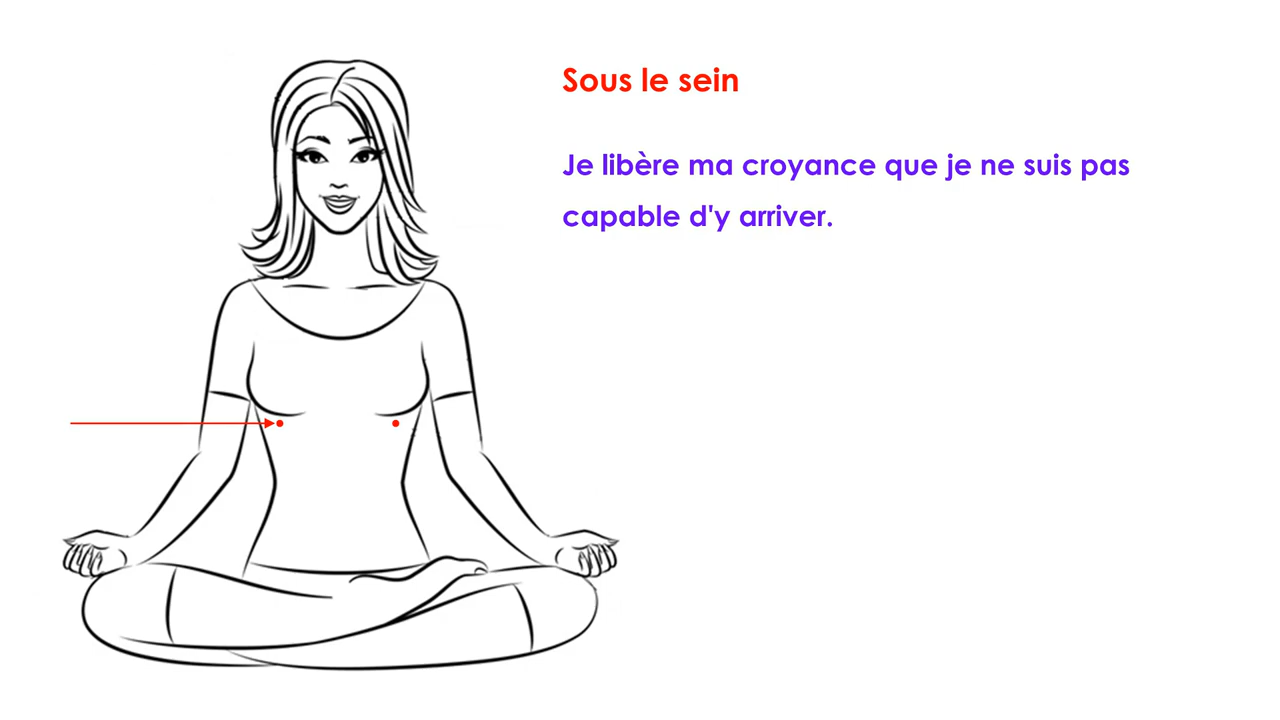 Sous le sein
Je libère ma croyance que je ne suis pas
capable d'y arriver.